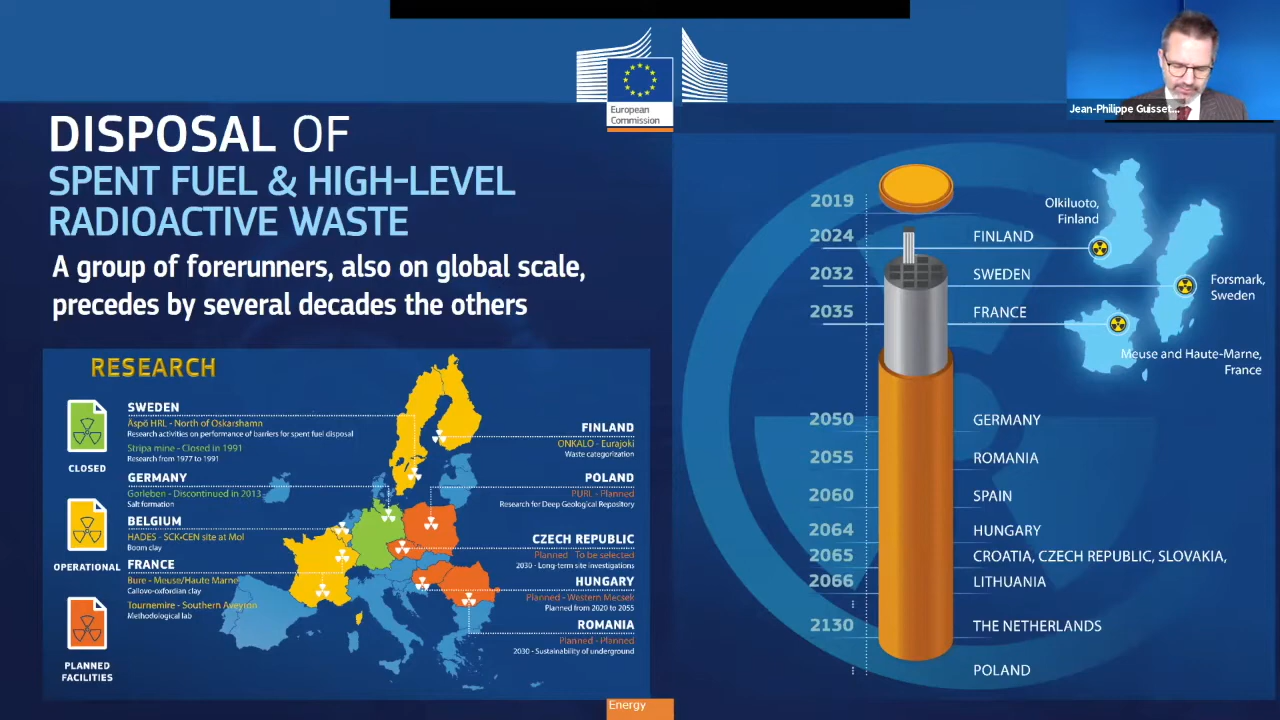 European
Commission
Jean-Philippe Guisset...
DISPOSAL OF
SPENT FUEL & HIGH-LEVEL
RADIOACTIVE WASTE
A group of forerunners, also on global scale,
precedes by several decades the others
RESEARCH
CLOSED
OPERATIONAL
PLANNED
FACILITIES
SWEDEN
Äspö HRL - North of Oskarshamn
Research activities on performance of barriers for spent fuel disposal
Stripa mine - Closed in 1991
Research from 1977 to 1991
GERMANY
Gorleben - Discontinued in 2013
Salt formation
BELGIUM
HADES - SCK•CEN site at Mol
Boom clay
FRANCE
Bure - Meuse/Haute Marne
Callovo-oxfordian clay
Tournemire - Southern Aveyron
Methodological lab
FINLAND
ONKALO - Eurajoki
Waste categorization
POLAND
PURL - Planned
Research for Deep Geological Repository
CZECH REPUBLIC
Planned - To be selected
2030 - Long-term site investigations
HUNGARY
Planned - Western Mecsek
Planned from 2020 to 2055
ROMANIA
Planned - Planned
2030 - Sustainability of underground
2019
2024 FINLAND
2032 SWEDEN
2035 FRANCE
2050 GERMANY
2055 ROMANIA
2060 SPAIN
2064 HUNGARY
2065 CROATIA, CZECH REPUBLIC, SLOVAKIA,
2066 LITHUANIA
2130 THE NETHERLANDS
POLAND
Olkiluoto,
Finland
Forsmark,
Sweden
Meuse and Haute-Marne,
France
Energy